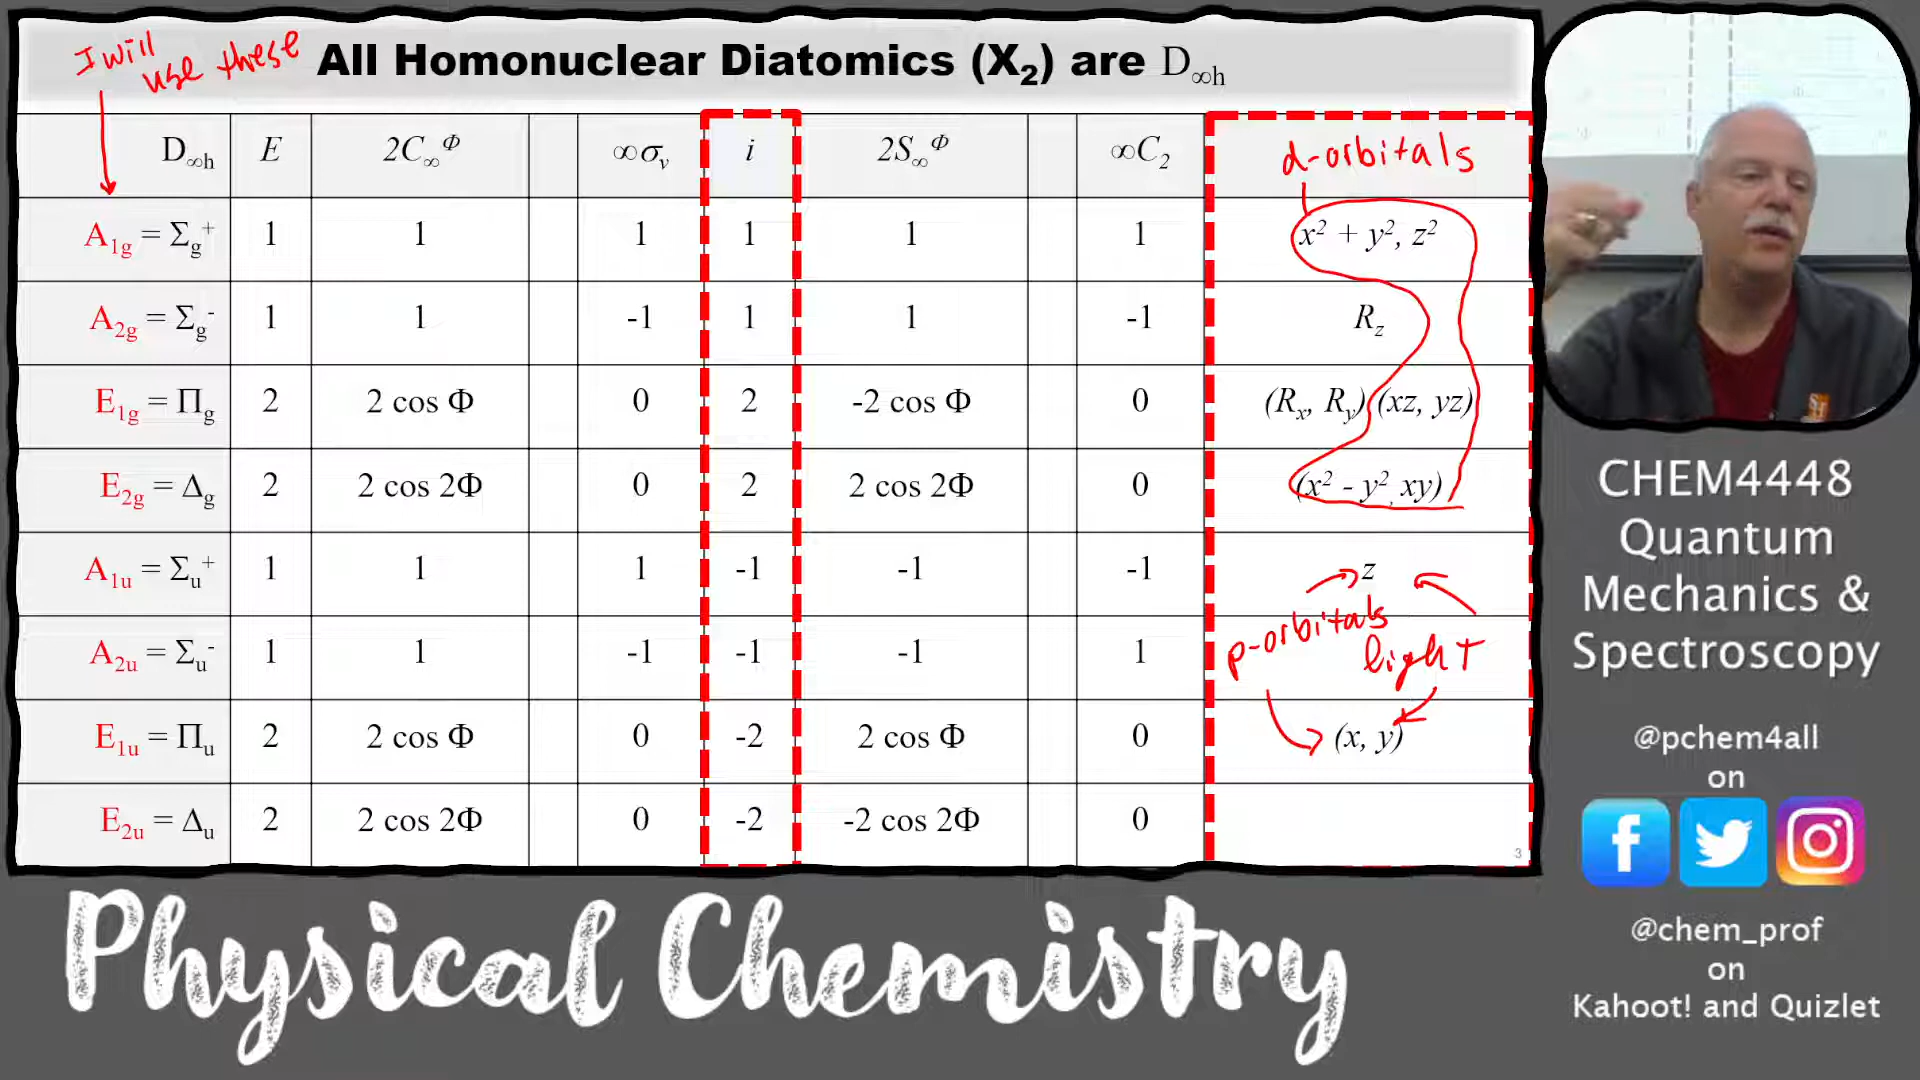 I will
use these
All Homonuclear Diatomics (X₂) are D∞h
D∞h E 2C∞Φ ∞σv i 2S∞Φ ∞C₂ d-orbitals
A1g = Σg⁺ 1 1 1 1 1 1 x² + y², z²
A2g = Σg⁻ 1 1 -1 1 1 -1 Rz
E1g = Πg 2 2 cos Φ 0 2 -2 cos Φ 0 (Rx, Ry) (xz, yz)
E2g = Δg 2 2 cos 2Φ 0 2 2 cos 2Φ 0 (x² - y², xy)
A1u = Σu⁺ 1 1 1 -1 -1 -1 z
p-orbitals
A2u = Σu⁻ 1 1 -1 -1 -1 1 light
E1u = Πu 2 2 cos Φ 0 -2 2 cos Φ 0 (x, y)
E2u = Δu 2 2 cos 2Φ 0 -2 -2 cos 2Φ 0
3
CHEM4448
Quantum
Mechanics &
Spectroscopy
@pchem4all
on
@chem_prof
on
Kahoot! and Quizlet
Physical Chemistry